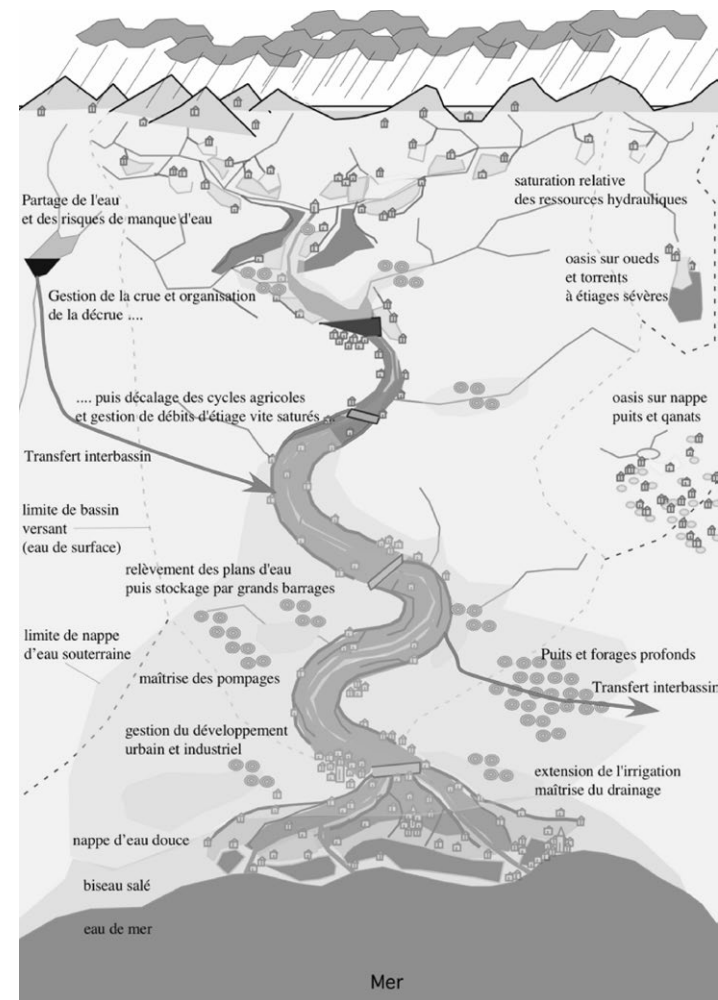 Partage de l'eau
et des risques de manque d'eau
saturation relative
des ressources hydrauliques
oasis sur oueds
et torrents
à étiages sévères
Gestion de la crue et organisation
de la décrue ....
.... puis décalage des cycles agricoles
et gestion de débits d'étiage vite saturés
oasis sur nappe
puits et qanats
Transfert interbassin
limite de bassin
versant
(eau de surface)
relèvement des plans d'eau
puis stockage par grands barrages
limite de nappe
d'eau souterraine
Puits et forages profonds
maîtrise des pompages
Transfert interbassin
gestion du développement
urbain et industriel
extension de l'irrigation
maîtrise du drainage
nappe d'eau douce
biseau salé
eau de mer
Mer